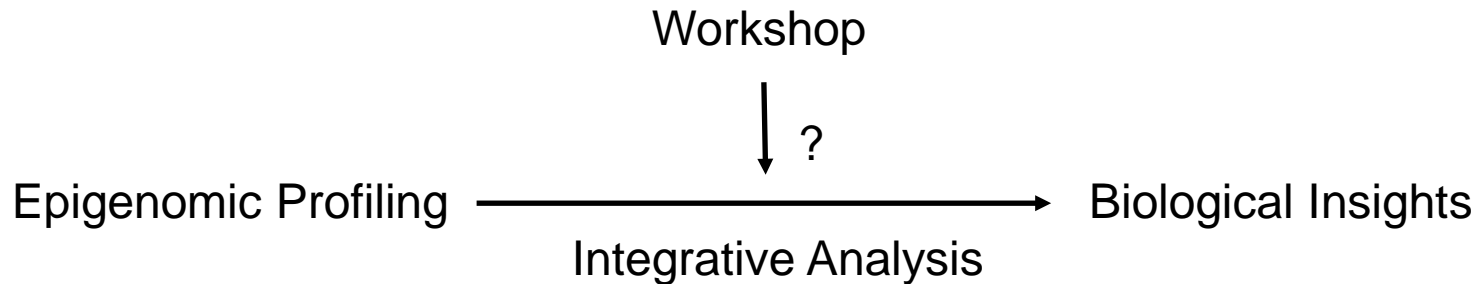 Workshop
?
Epigenomic Profiling
Biological Insights
Integrative Analysis